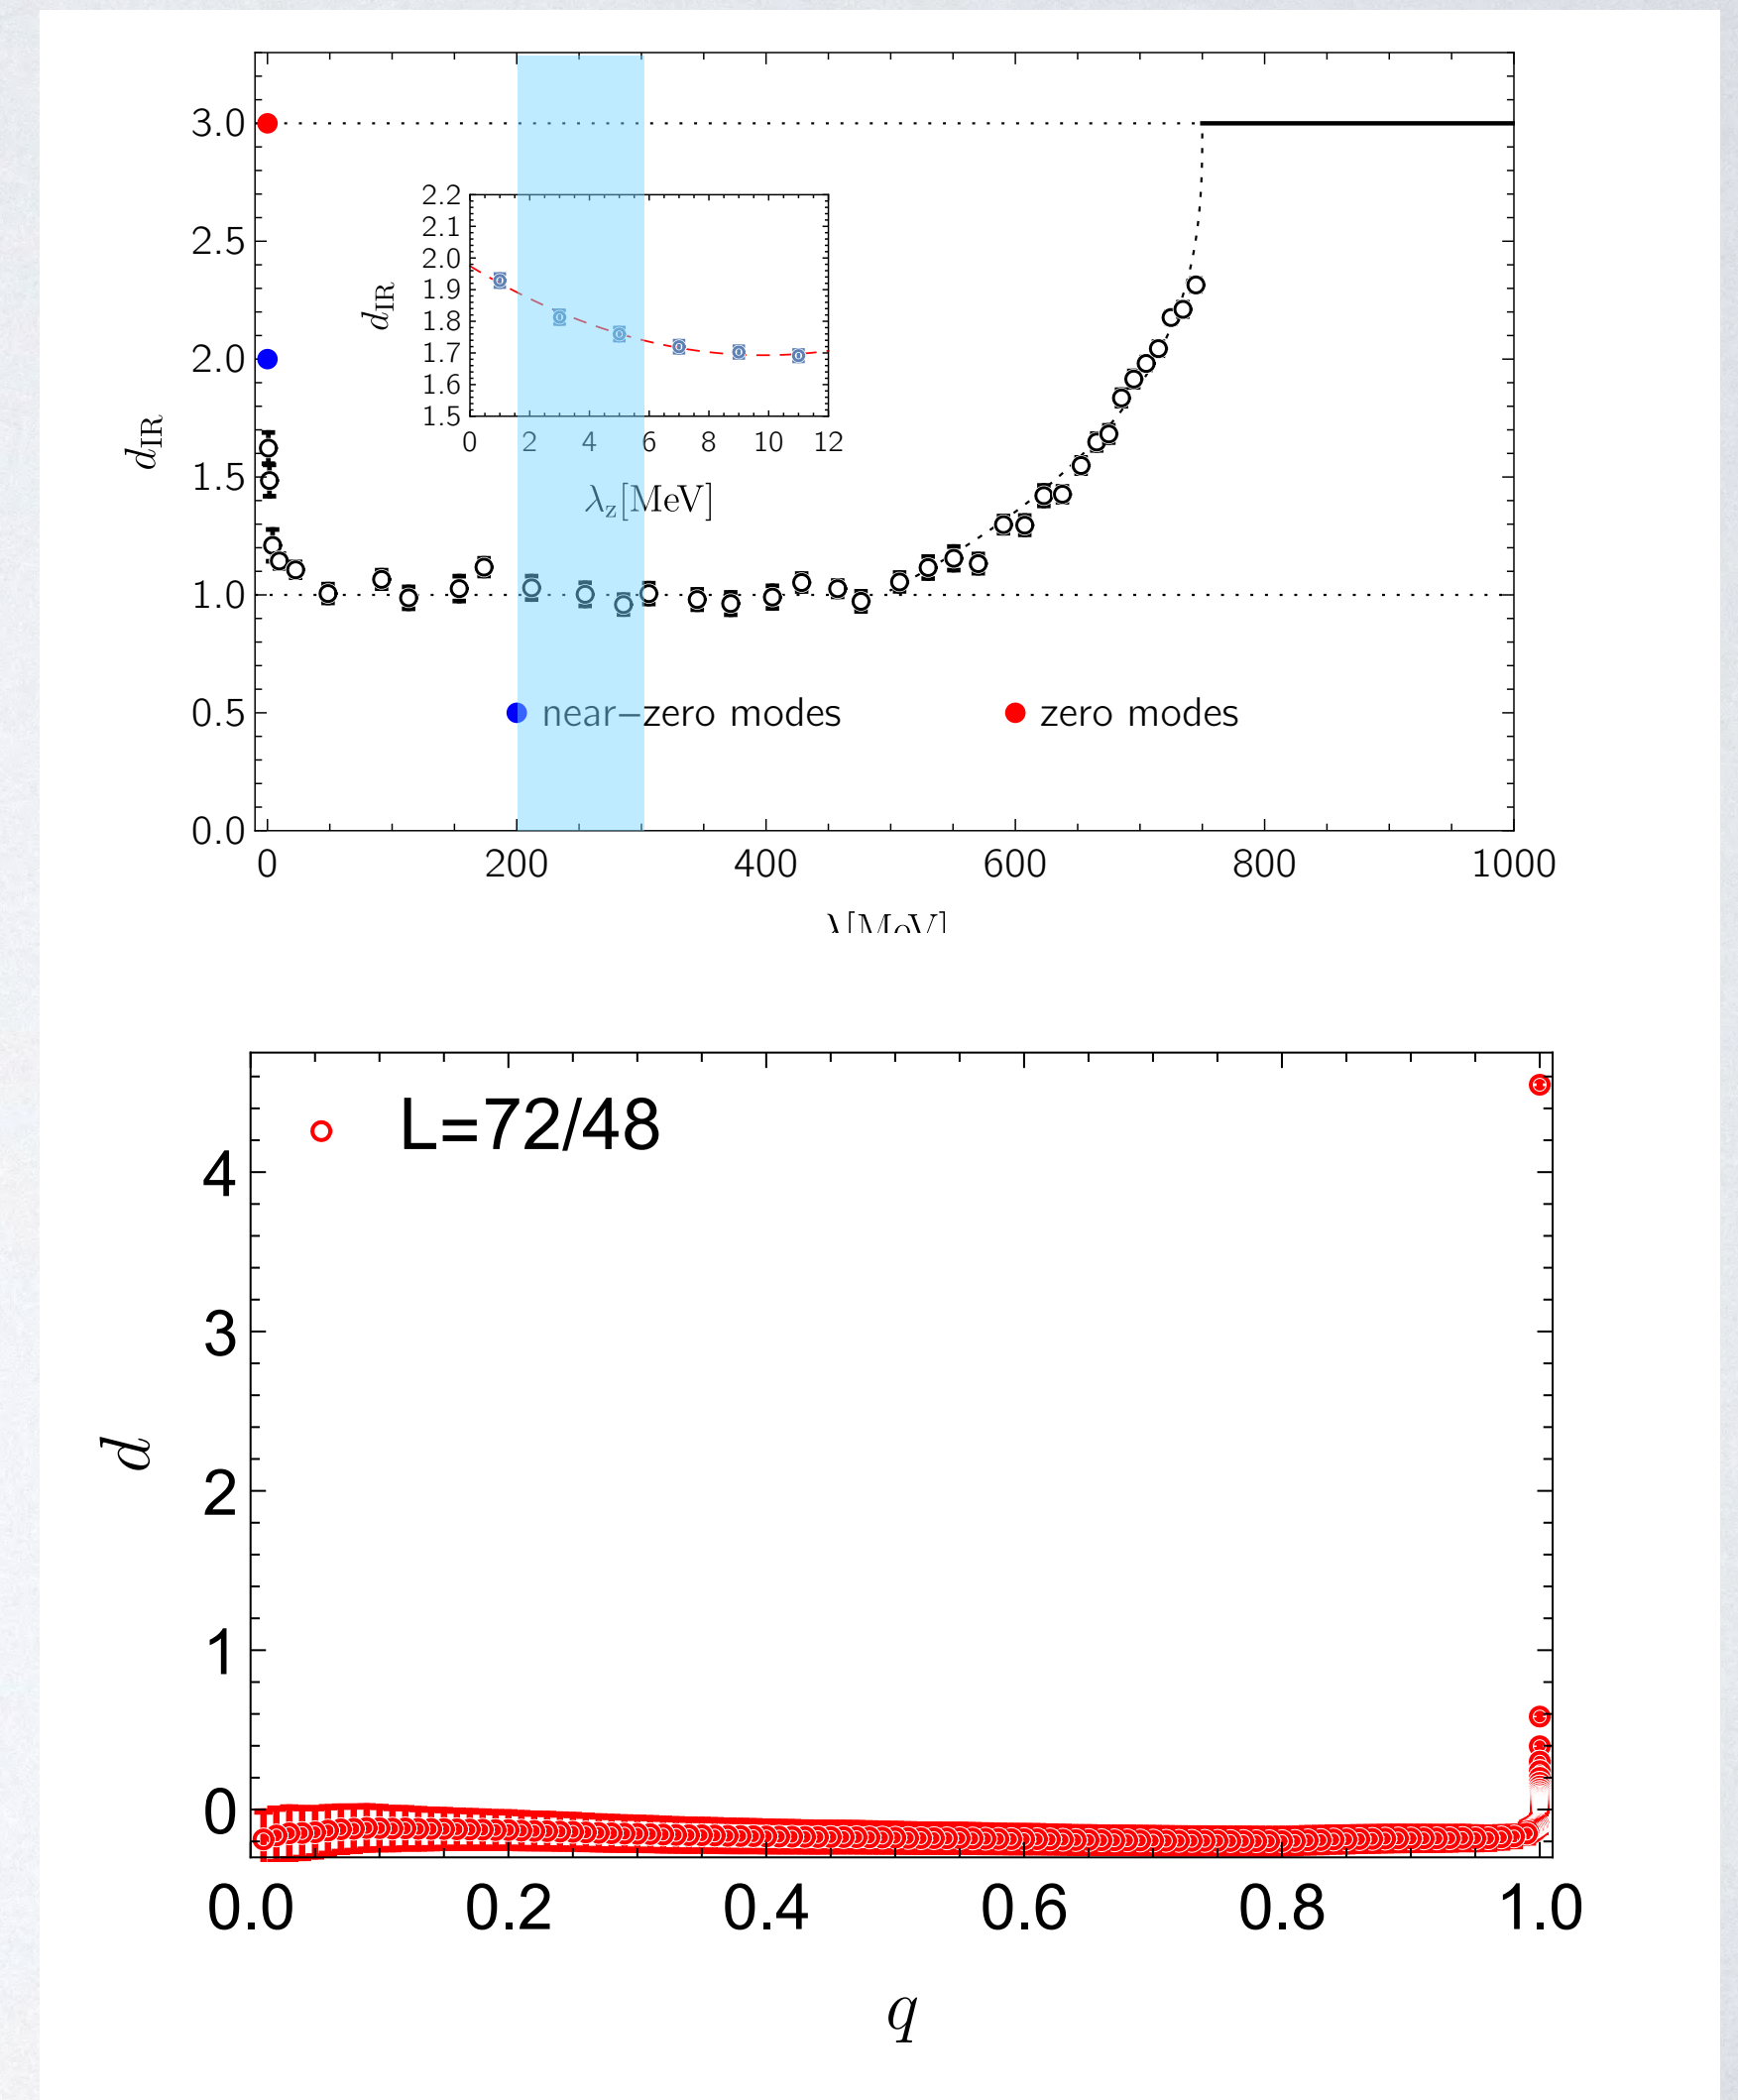 3.0
2.5
2.0
1.5
1.0
0.5
0.0
d_IR
2.2
2.1
2.0
1.9
1.8
1.7
1.6
1.5
d_IR
0 2 4 6 8 10 12
λ_z[MeV]
near−zero modes
zero modes
0 200 400 600 800 1000
λ[MeV]
L=72/48
4
3
2
1
0
d
0.0 0.2 0.4 0.6 0.8 1.0
q